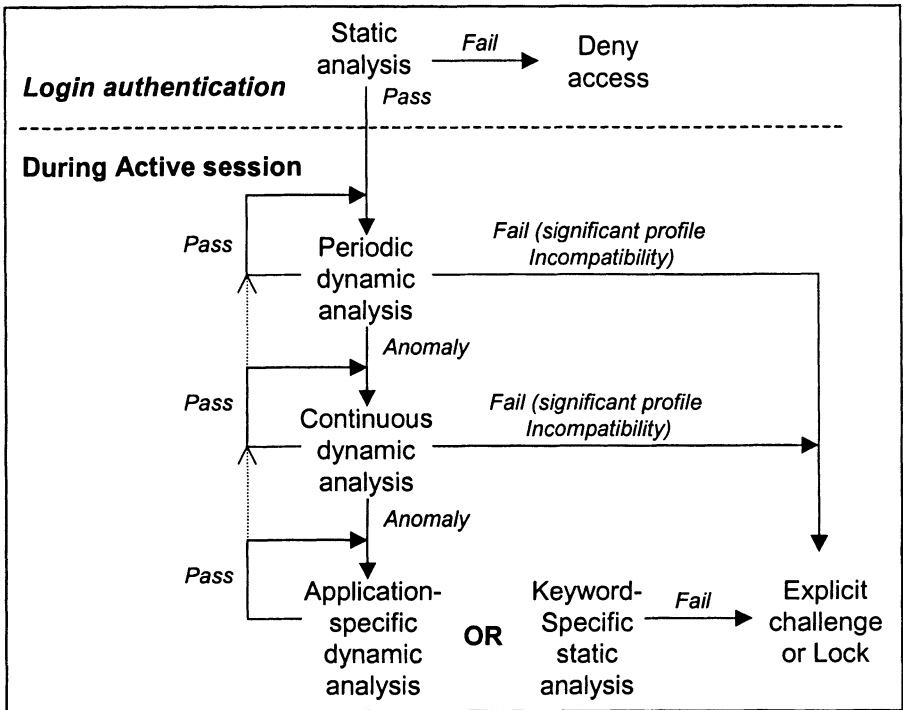 Static
analysis
Fail
Deny
access
Login authentication
Pass
During Active session
Pass
Periodic
dynamic
analysis
Fail (significant profile
Incompatibility)
Anomaly
Pass
Continuous
dynamic
analysis
Fail (significant profile
Incompatibility)
Anomaly
Pass
Application-
specific
dynamic
analysis
OR
Keyword-
Specific
static
analysis
Fail
Explicit
challenge
or Lock